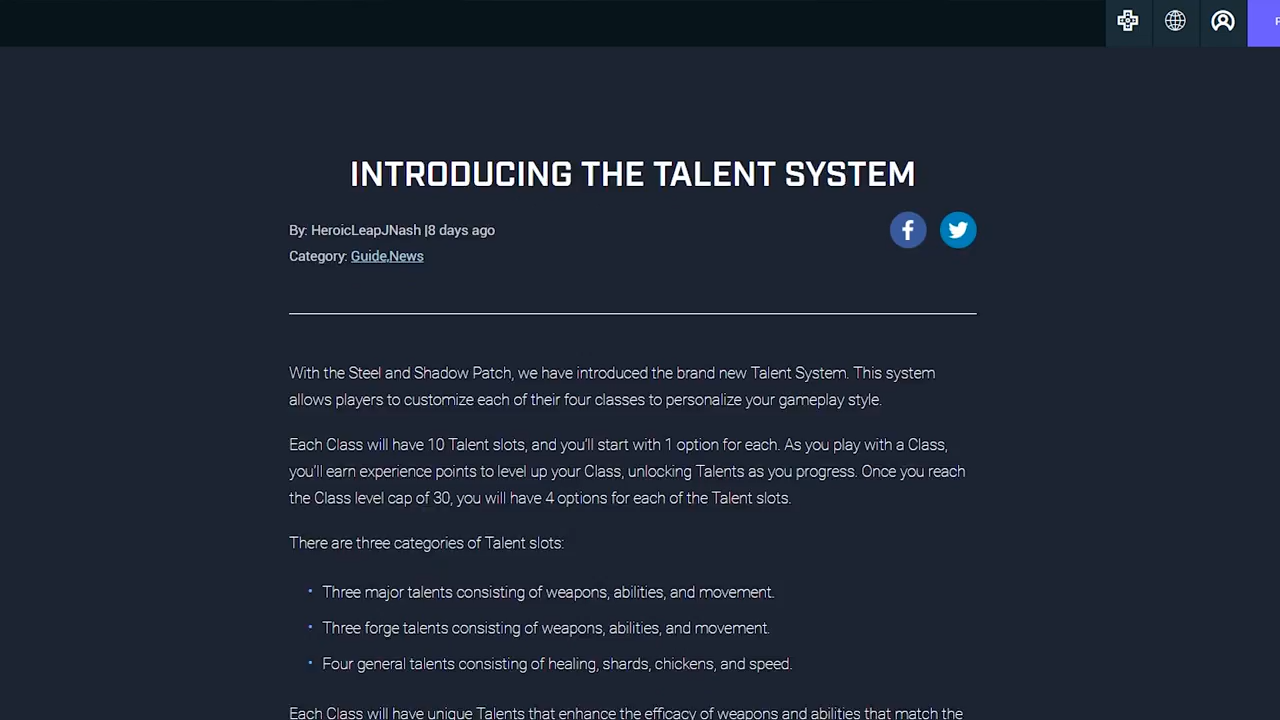 INTRODUCING THE TALENT SYSTEM
By: HeroicLeapJNash |8 days ago
Category: Guide,News
With the Steel and Shadow Patch, we have introduced the brand new Talent System. This system
allows players to customize each of their four classes to personalize your gameplay style.
Each Class will have 10 Talent slots, and you’ll start with 1 option for each. As you play with a Class,
you’ll earn experience points to level up your Class, unlocking Talents as you progress. Once you reach
the Class level cap of 30, you will have 4 options for each of the Talent slots.
There are three categories of Talent slots:
• Three major talents consisting of weapons, abilities, and movement.
• Three forge talents consisting of weapons, abilities, and movement.
• Four general talents consisting of healing, shards, chickens, and speed.
Each Class will have unique Talents that enhance the efficacy of weapons and abilities that match the